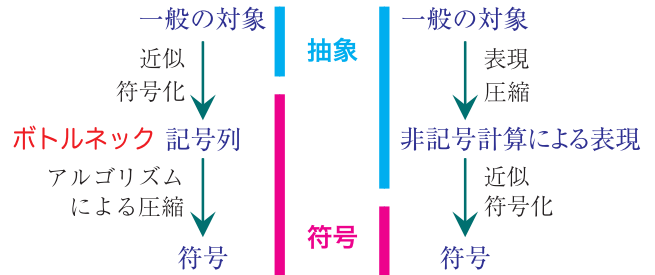 一般の対象
近似
符号化
ボトルネック 記号列
アルゴリズム
による圧縮
符号
抽象
符号
一般の対象
表現
圧縮
非記号計算による表現
近似
符号化
符号